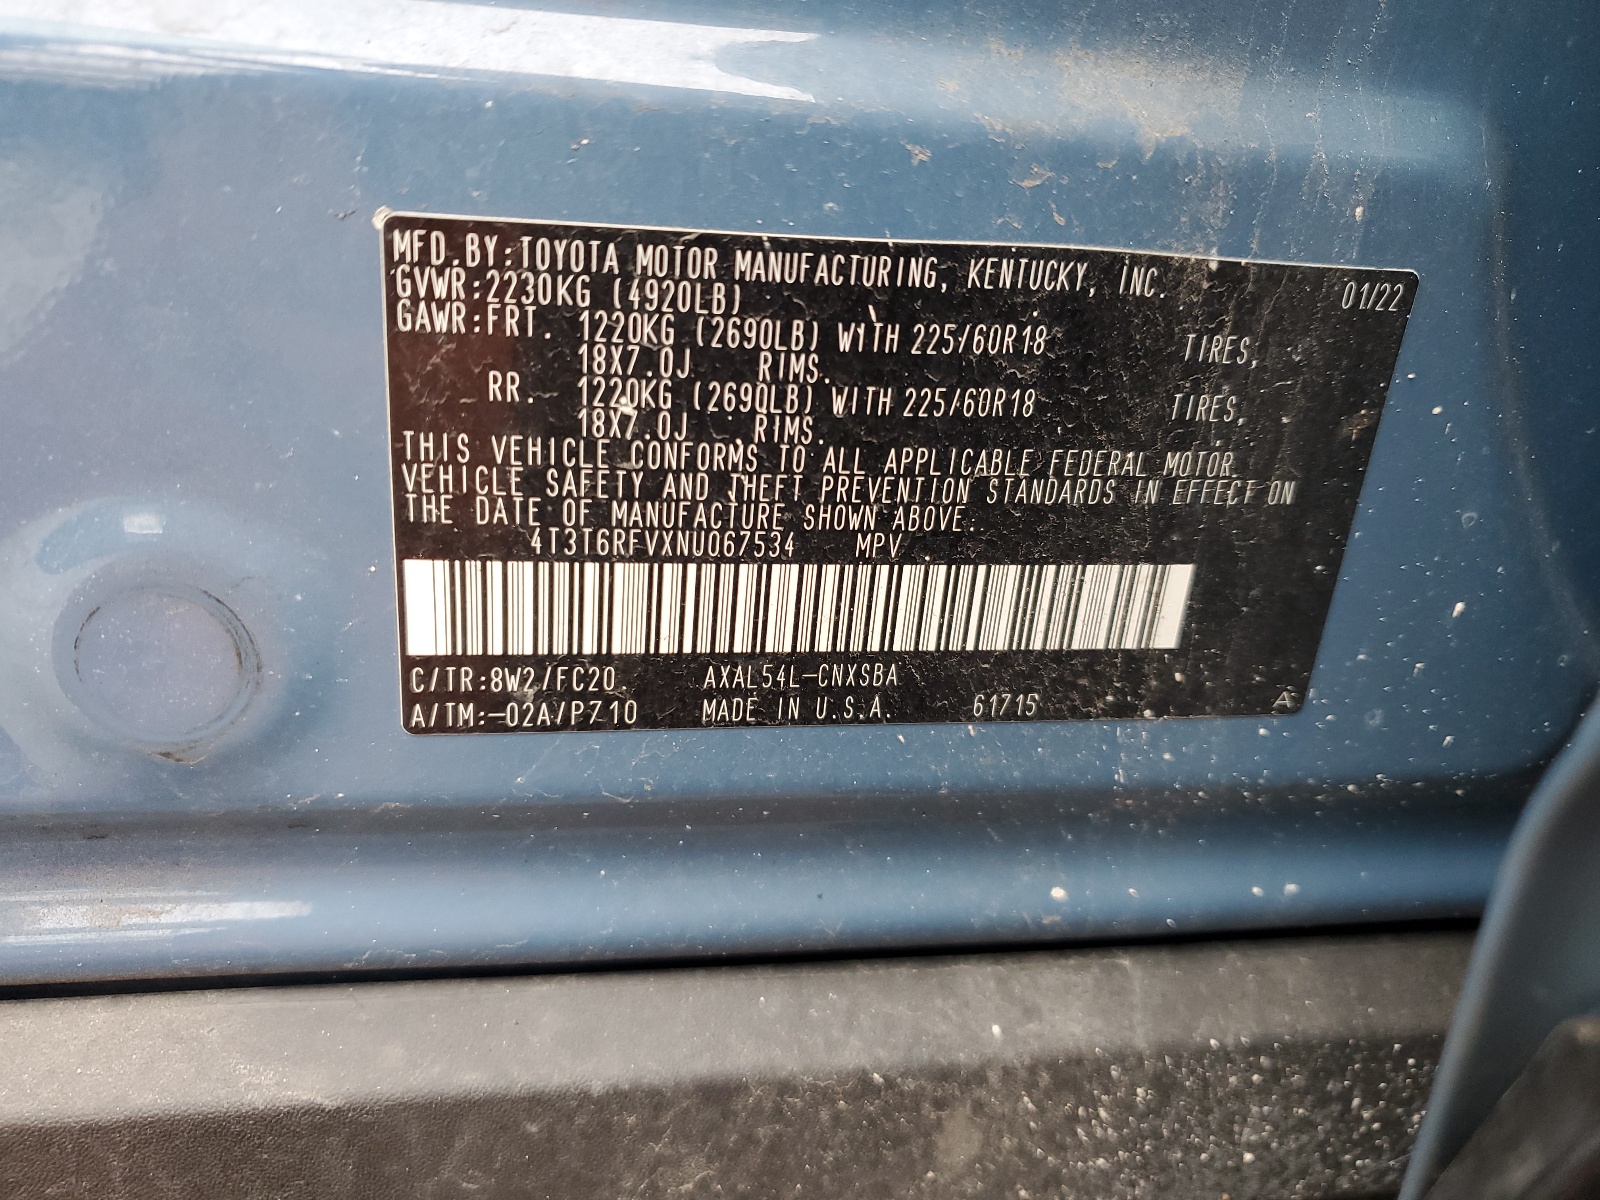 MFD.BY:TOYOTA MOTOR MANUFACTURING, KENTUCKY, INC. 01/22
GVWR:2230KG (4920LB)
GAWR:FRT. 1220KG (2690LB) WITH 225/60R18 TIRES,
18X7.0J RIMS.
RR. 1220KG (2690LB) WITH 225/60R18 TIRES,
18X7.0J RIMS.
THIS VEHICLE CONFORMS TO ALL APPLICABLE FEDERAL MOTOR
VEHICLE SAFETY AND THEFT PREVENTION STANDARDS IN EFFECT ON
THE DATE OF MANUFACTURE SHOWN ABOVE.
4T3T6RFVXNU067534 MPV
C/TR:8W2/FC20 AXAL54L-CNXSBA
A/TM:-02A/P710 MADE IN U.S.A. 61715 A